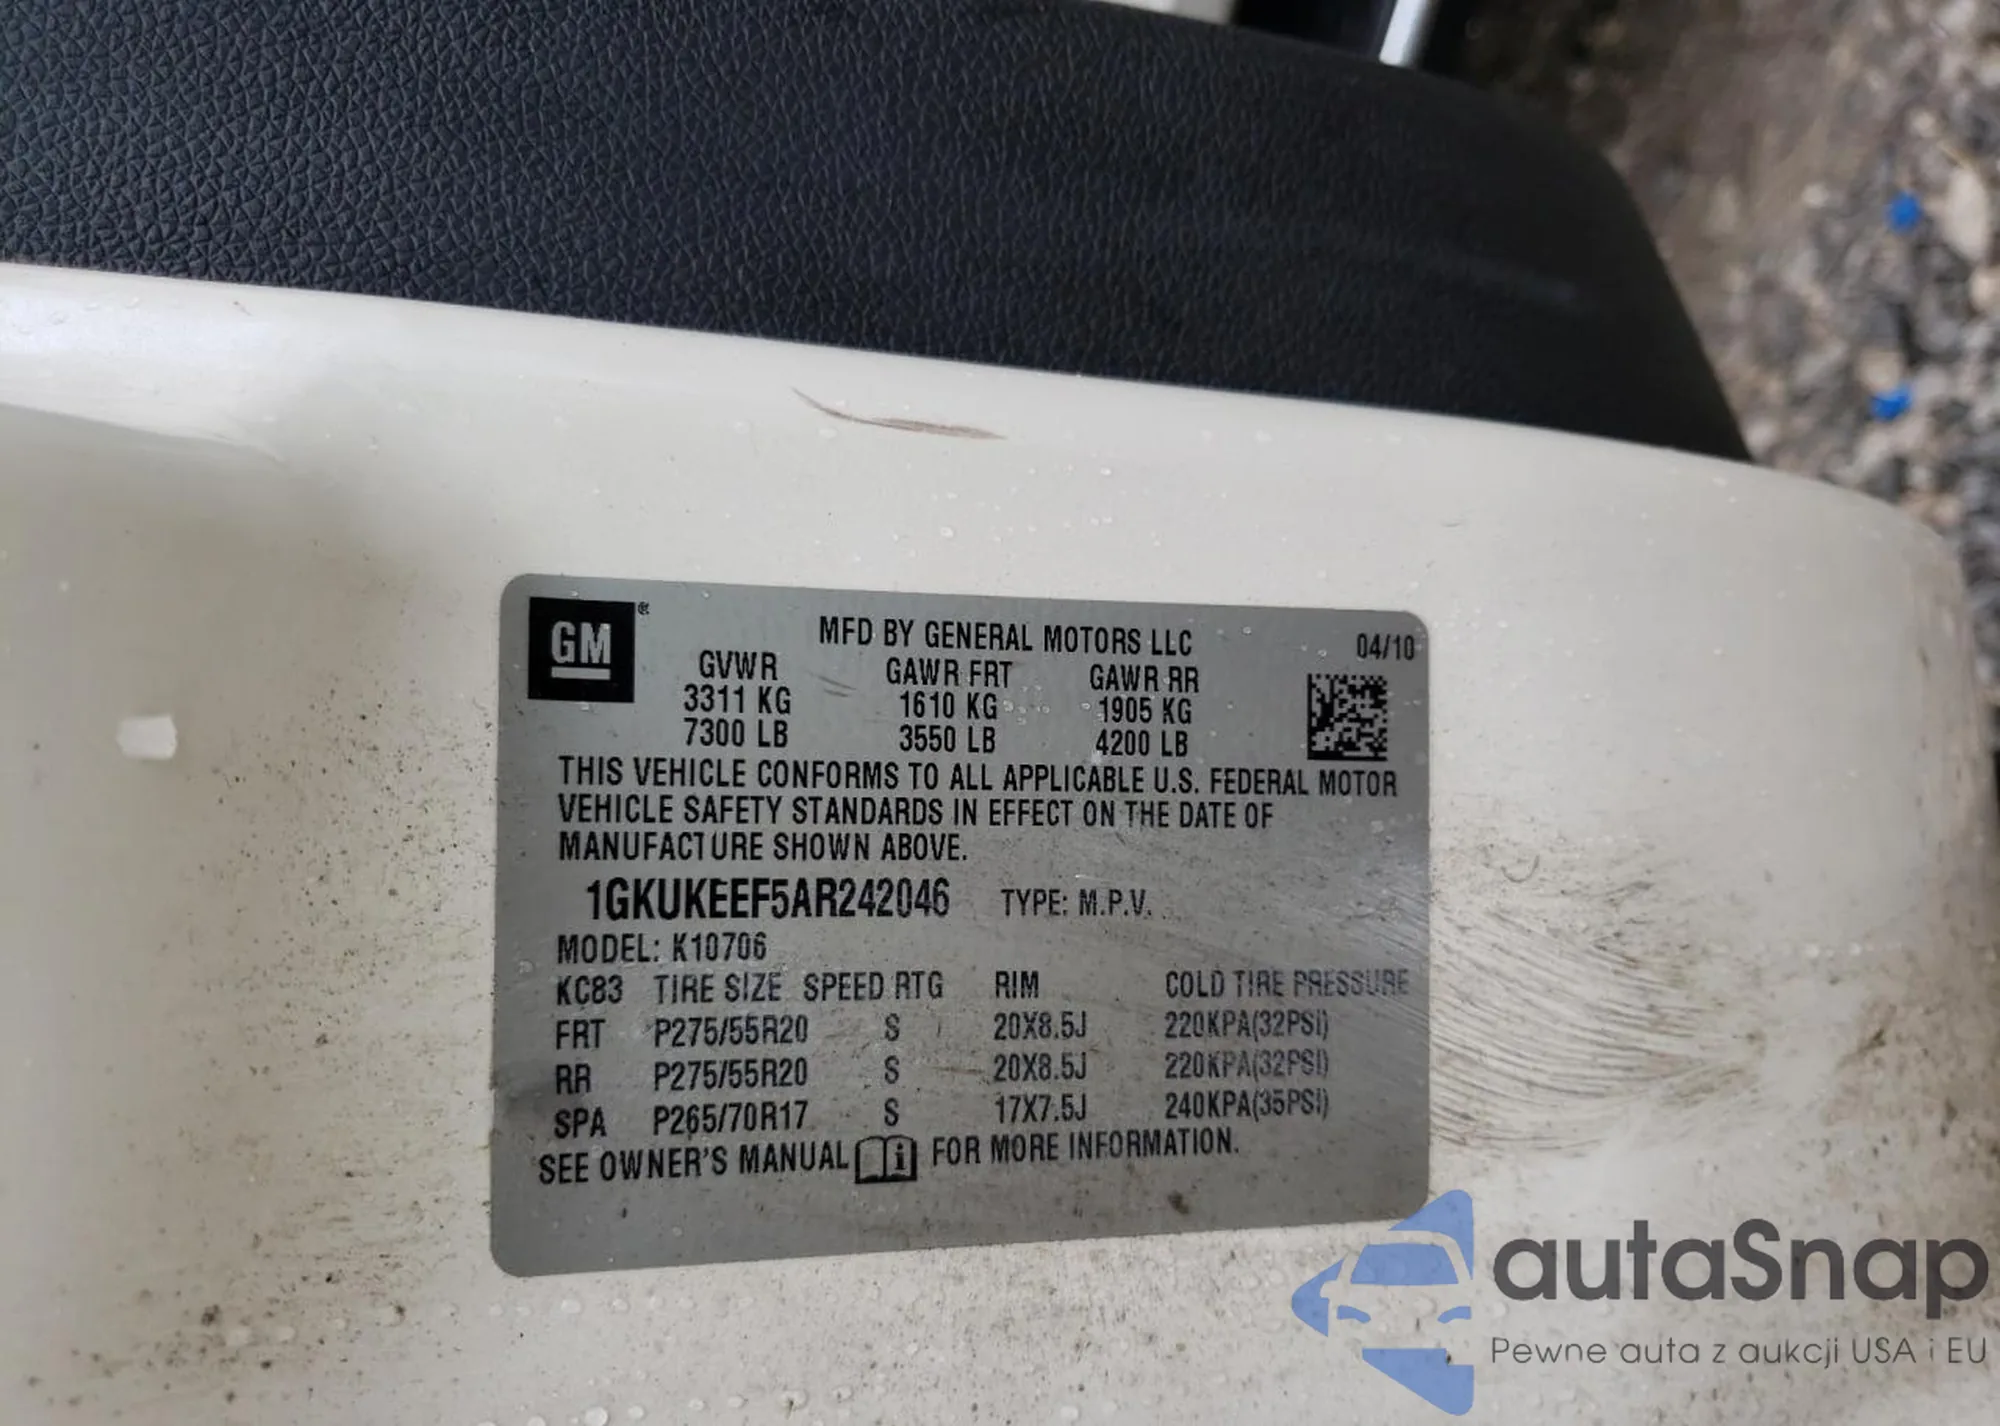 GM®
MFD BY GENERAL MOTORS LLC 04/10
GVWR GAWR FRT GAWR RR
3311 KG 1610 KG 1905 KG
7300 LB 3550 LB 4200 LB
THIS VEHICLE CONFORMS TO ALL APPLICABLE U.S. FEDERAL MOTOR
VEHICLE SAFETY STANDARDS IN EFFECT ON THE DATE OF
MANUFACTURE SHOWN ABOVE.
1GKUKEEF5AR242046 TYPE: M.P.V.
MODEL: K10706
KC83 TIRE SIZE SPEED RTG RIM COLD TIRE PRESSURE
FRT P275/55R20 S 20X8.5J 220KPA(32PSI)
RR P275/55R20 S 20X8.5J 220KPA(32PSI)
SPA P265/70R17 S 17X7.5J 240KPA(35PSI)
SEE OWNER'S MANUAL i FOR MORE INFORMATION.
autaSnap
Pewne auta z aukcji USA i EU